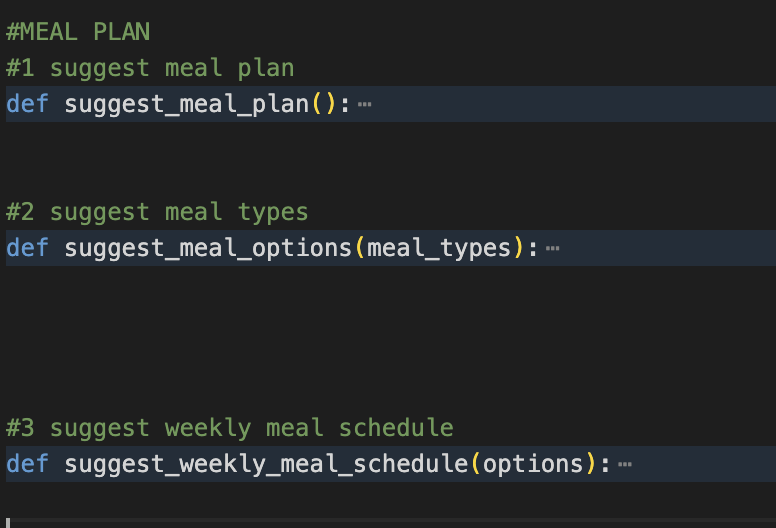 #MEAL PLAN
#1 suggest meal plan
def suggest_meal_plan():⋯
#2 suggest meal types
def suggest_meal_options(meal_types):⋯
#3 suggest weekly meal schedule
def suggest_weekly_meal_schedule(options):⋯